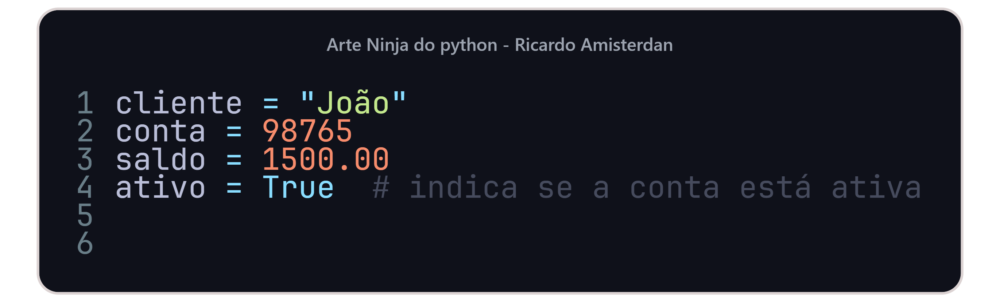 Arte Ninja do python - Ricardo Amisterdan
1 cliente = "João"
2 conta = 98765
3 saldo = 1500.00
4 ativo = True  # indica se a conta está ativa
5
6